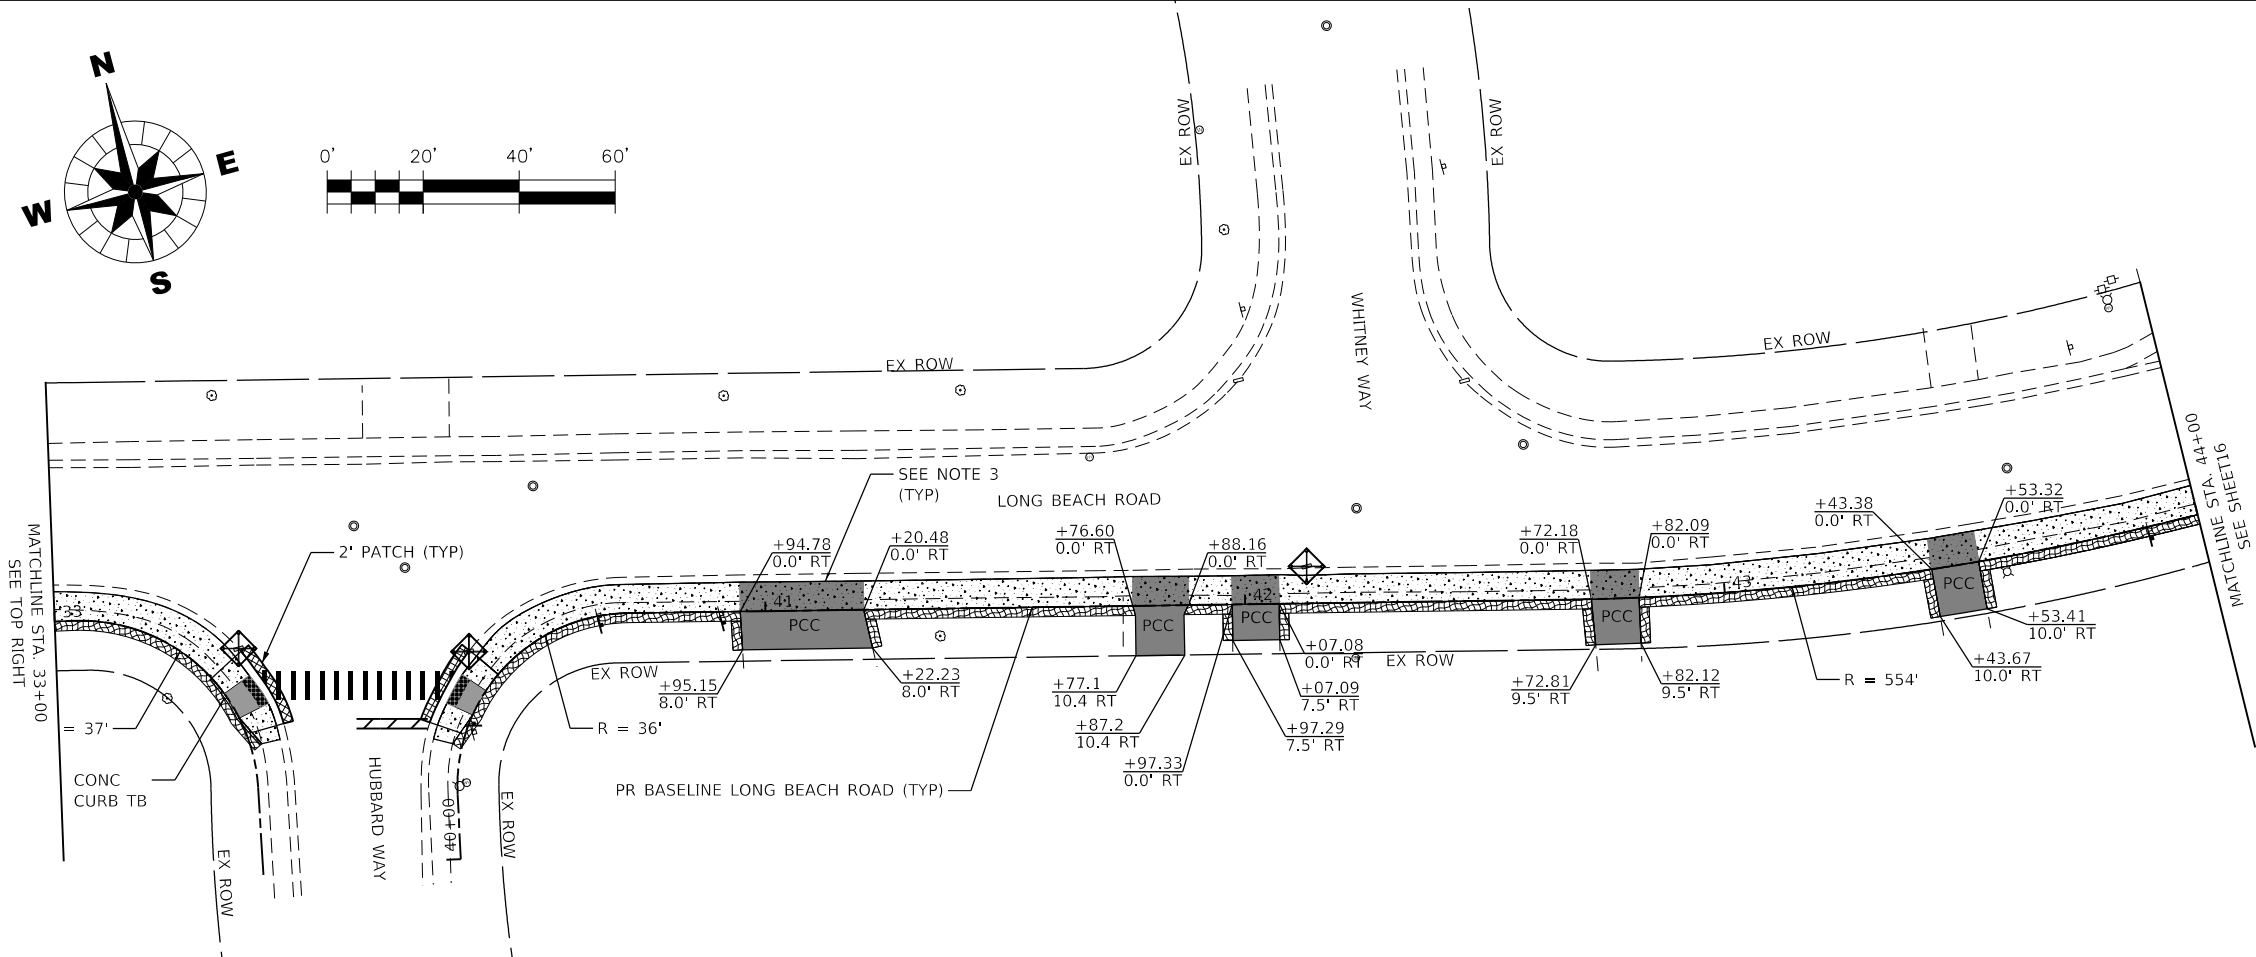 N
E
W
S
0'
20'
40'
60'
EX ROW
EX ROW
WHITNEY WAY
EX ROW
EX ROW
MATCHLINE STA. 44+00
SEE SHEET16
SEE NOTE 3
(TYP)
LONG BEACH ROAD
2' PATCH (TYP)
MATCHLINE STA. 33+00
SEE TOP RIGHT
+94.78
0.0' RT
+20.48
0.0' RT
+76.60
0.0' RT
+88.16
0.0' RT
+72.18
0.0' RT
+82.09
0.0' RT
+43.38
0.0' RT
+53.32
0.0' RT
33
41
42
43
PCC
PCC
PCC
PCC
PCC
EX ROW
+95.15
8.0' RT
+22.23
8.0' RT
+77.1
10.4 RT
+87.2
10.4 RT
+97.33
0.0' RT
+07.08
0.0' RT
EX ROW
+07.09
7.5' RT
+97.29
7.5' RT
+72.81
9.5' RT
+82.12
9.5' RT
R = 554'
+53.41
10.0' RT
+43.67
10.0' RT
= 37'
R = 36'
CONC
CURB TB
PR BASELINE LONG BEACH ROAD (TYP)
HUBBARD WAY
40+00
EX ROW
EX ROW